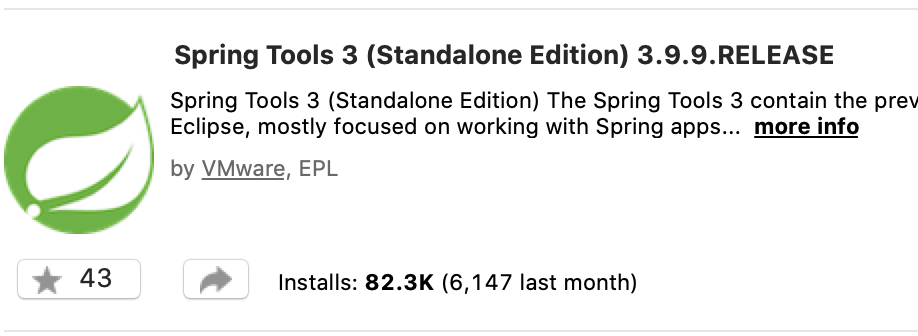 Spring Tools 3 (Standalone Edition) 3.9.9.RELEASE
Spring Tools 3 (Standalone Edition) The Spring Tools 3 contain the
Eclipse, mostly focused on working with Spring apps... more info
by VMware, EPL
43
Installs: 82.3K (6,147 last month)